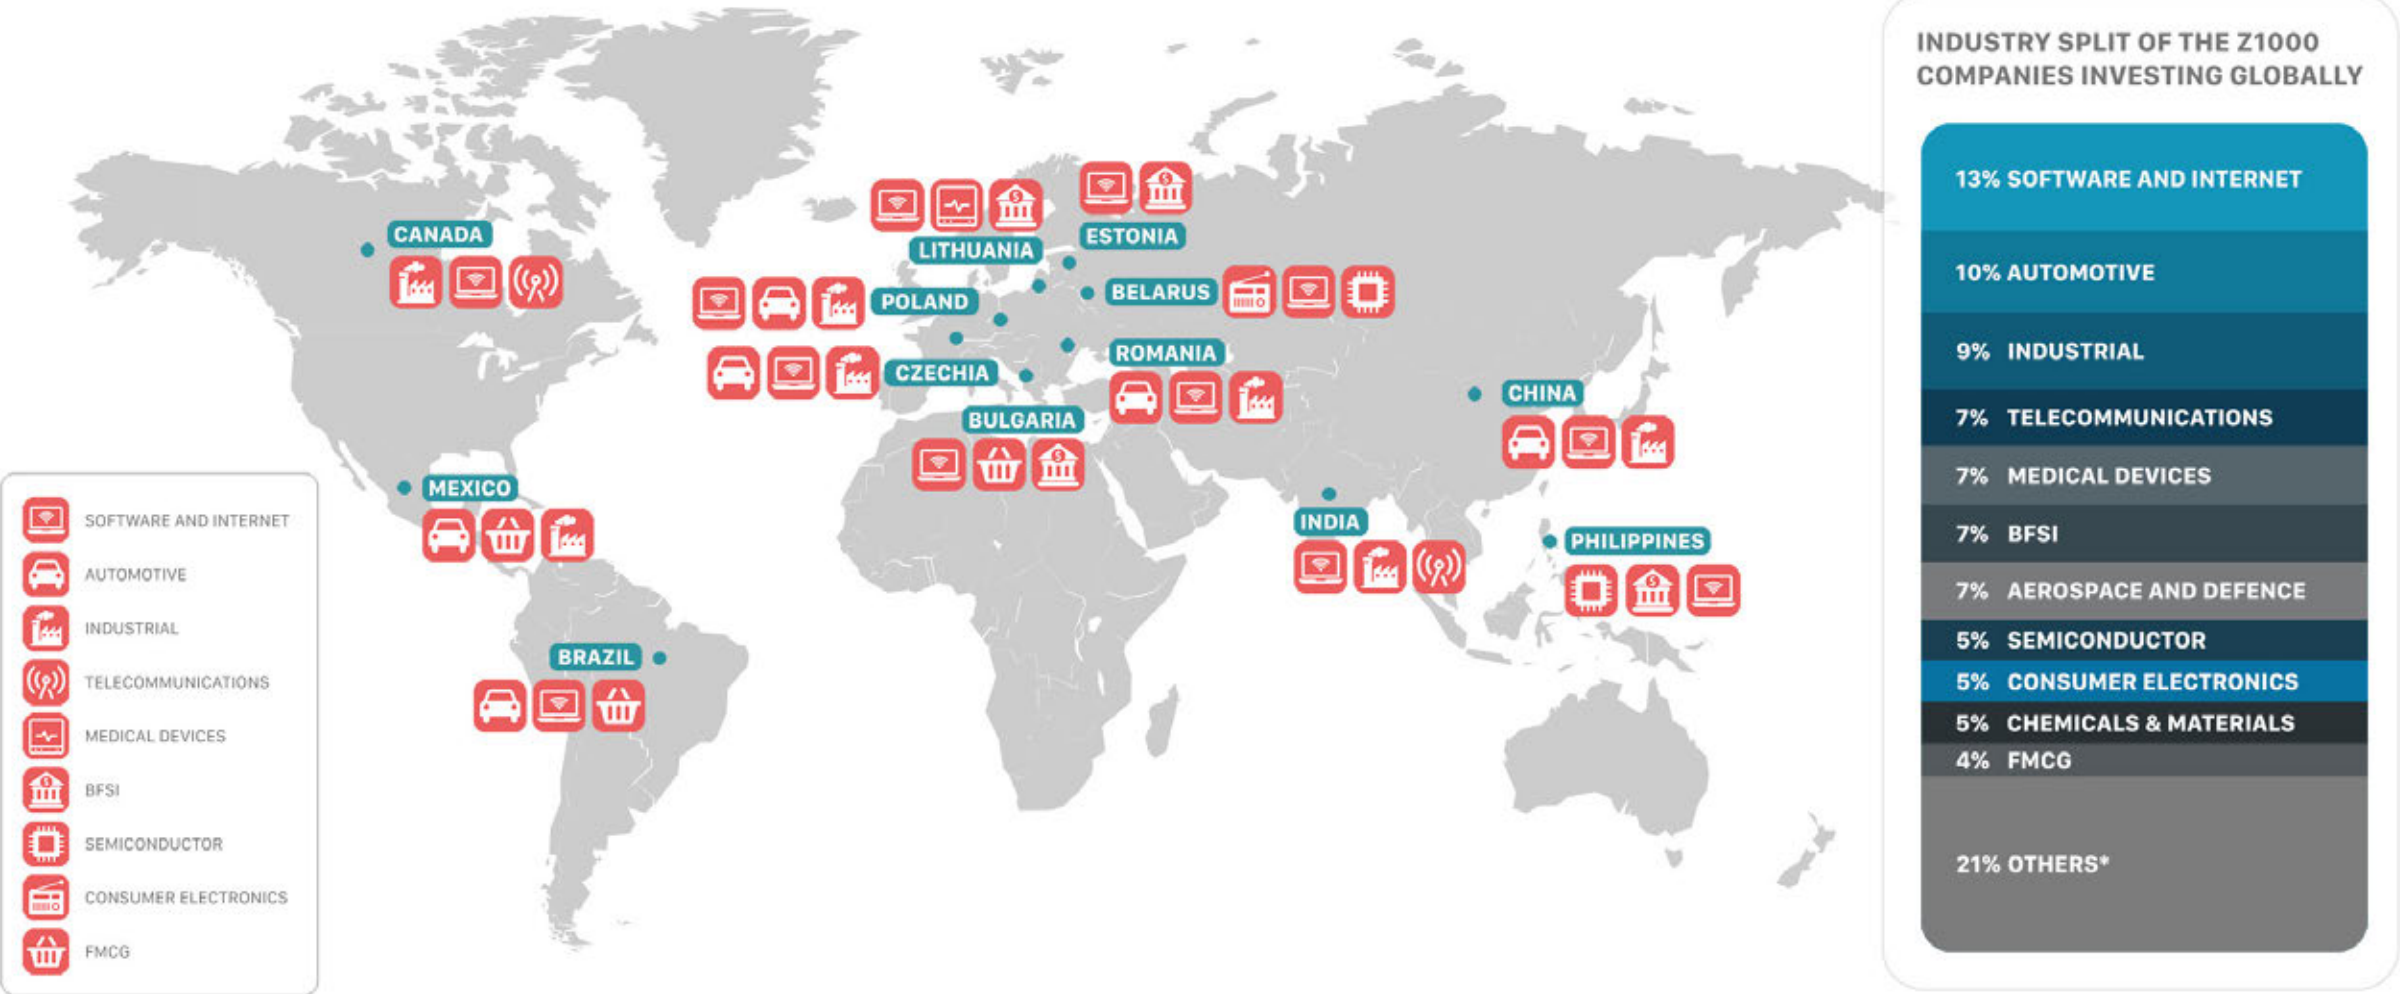 INDUSTRY SPLIT OF THE Z1000
COMPANIES INVESTING GLOBALLY
13% SOFTWARE AND INTERNET
10% AUTOMOTIVE
9% INDUSTRIAL
7% TELECOMMUNICATIONS
7% MEDICAL DEVICES
7% BFSI
7% AEROSPACE AND DEFENCE
5% SEMICONDUCTOR
5% CONSUMER ELECTRONICS
5% CHEMICALS & MATERIALS
4% FMCG
21% OTHERS*
CANADA
LITHUANIA
ESTONIA
POLAND
BELARUS
CZECHIA
ROMANIA
BULGARIA
CHINA
MEXICO
INDIA
PHILIPPINES
BRAZIL
SOFTWARE AND INTERNET
AUTOMOTIVE
INDUSTRIAL
TELECOMMUNICATIONS
MEDICAL DEVICES
BFSI
SEMICONDUCTOR
CONSUMER ELECTRONICS
FMCG